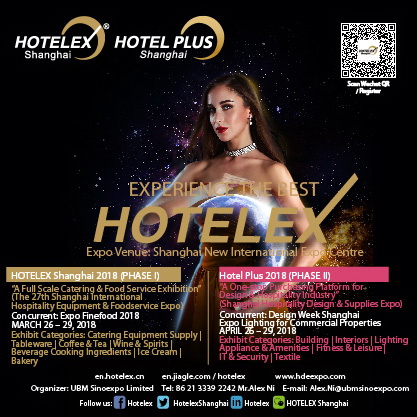 HOTELEX®
Shanghai
HOTEL PLUS
Shanghai
Scan Wechat QR
/ Register
EXPERIENCE THE BEST
HOTELEX
Expo Venue: Shanghai New International Expo Centre
HOTELEX Shanghai 2018 (PHASE I)
"A Full Scale Catering & Food Service Exhibition"
(The 27th Shanghai International
Hospitality Equipment & Foodservice Expo)
Concurrent: Expo Finefood 2018
MARCH 26 – 29, 2018
Exhibit Categories: Catering Equipment Supply |
Tableware | Coffee & Tea | Wine & Spirits |
Beverage Cooking Ingredients | Ice Cream |
Bakery
Hotel Plus 2018 (PHASE II)
"A One-stop Purchasing Platform for
Design & Hospitality Industry"
(Shanghai Hospitality Design & Supplies Expo)
Concurrent: Design Week Shanghai
Expo Lighting for Commercial Properties
APRIL 26 – 29, 2018
Exhibit Categories: Building | Interiors | Lighting
Appliance & Amenities | Fitness & Leisure |
IT & Security | Textile
en.hotelex.cn en.jiagle.com / hotelex www.hdeexpo.com
Organizer: UBM Sinoexpo Limited Tel: 86 21 3339 2242 Mr.Alex Ni E-mail: Alex.Ni@ubmsinoexpo.com
Follow us: Hotelex HotelexShanghai Hotelex HOTELEX Shanghai